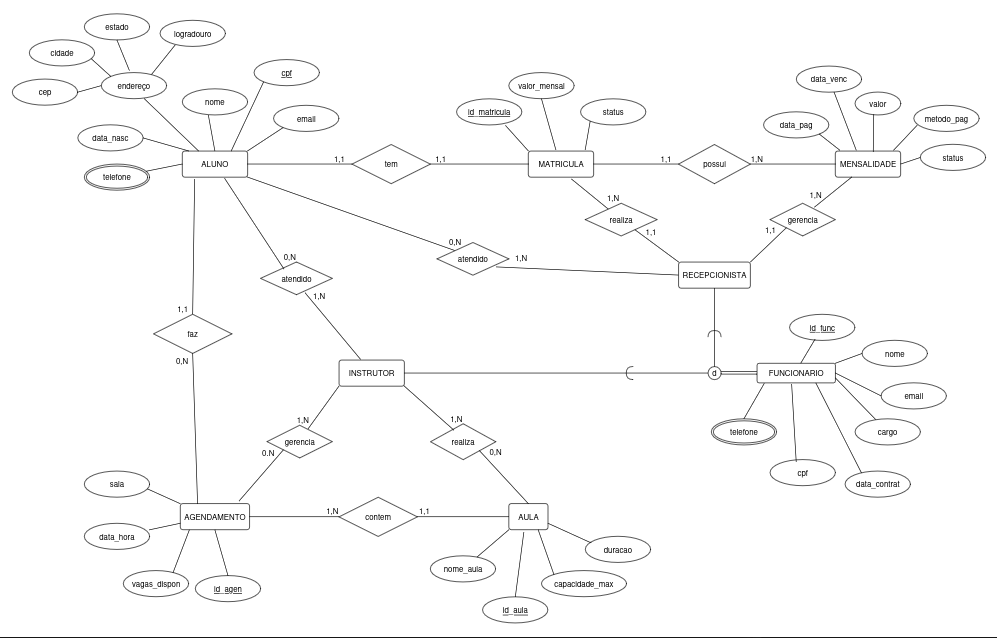 estado
logradouro
cidade
endereço
cep
cpf
nome
email
data_nasc
telefone
ALUNO
1,1
tem
1,1
id_matricula
valor_mensal
status
MATRICULA
1,1
possui
1,N
data_venc
valor
data_pag
metodo_pag
status
MENSALIDADE
1,N
realiza
1,1
1,N
gerencia
1,1
0,N
atendido
1,N
RECEPCIONISTA
0,N
atendido
1,N
1,1
faz
0,N
INSTRUTOR
d
FUNCIONARIO
id_func
nome
email
cargo
data_contrat
cpf
telefone
1,N
gerencia
0.N
1,N
realiza
0,N
sala
AGENDAMENTO
data_hora
vagas_dispon
id_agen
1,N
contem
1,1
AULA
nome_aula
id_aula
capacidade_max
duracao